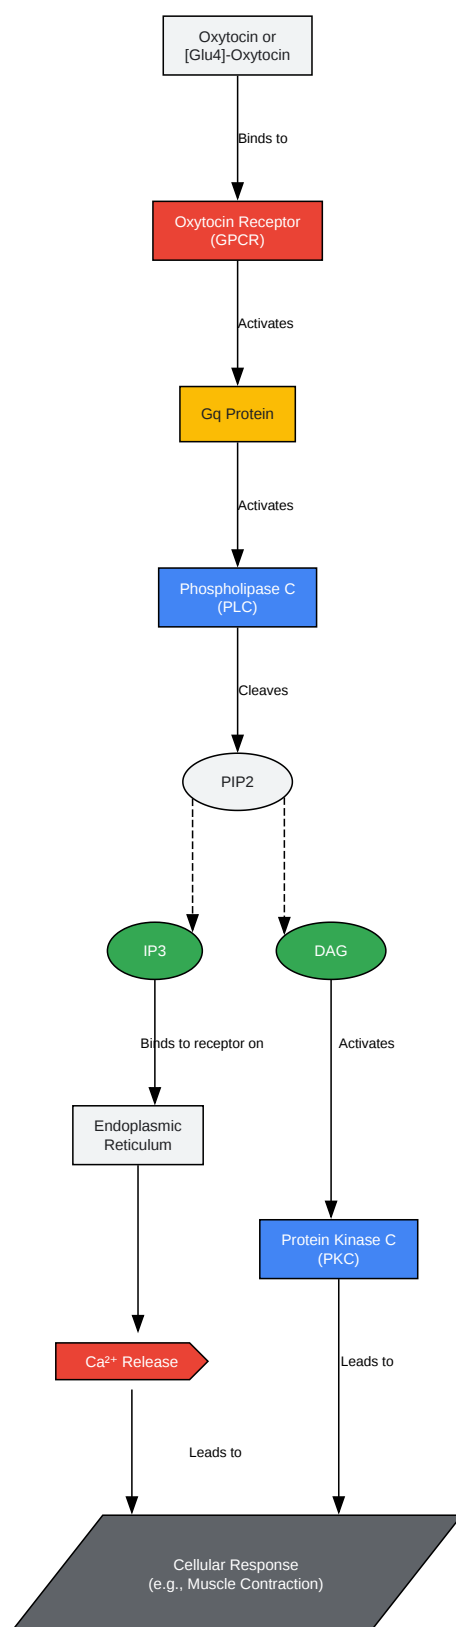 Oxytocin or
[Glu4]-Oxytocin
Binds to
Oxytocin Receptor
(GPCR)
Activates
Gq Protein
Activates
Phospholipase C
(PLC)
Cleaves
PIP2
IP3
DAG
Binds to receptor on
Activates
Endoplasmic
Reticulum
Protein Kinase C
(PKC)
Ca²⁺ Release
Leads to
Leads to
Cellular Response
(e.g., Muscle Contraction)